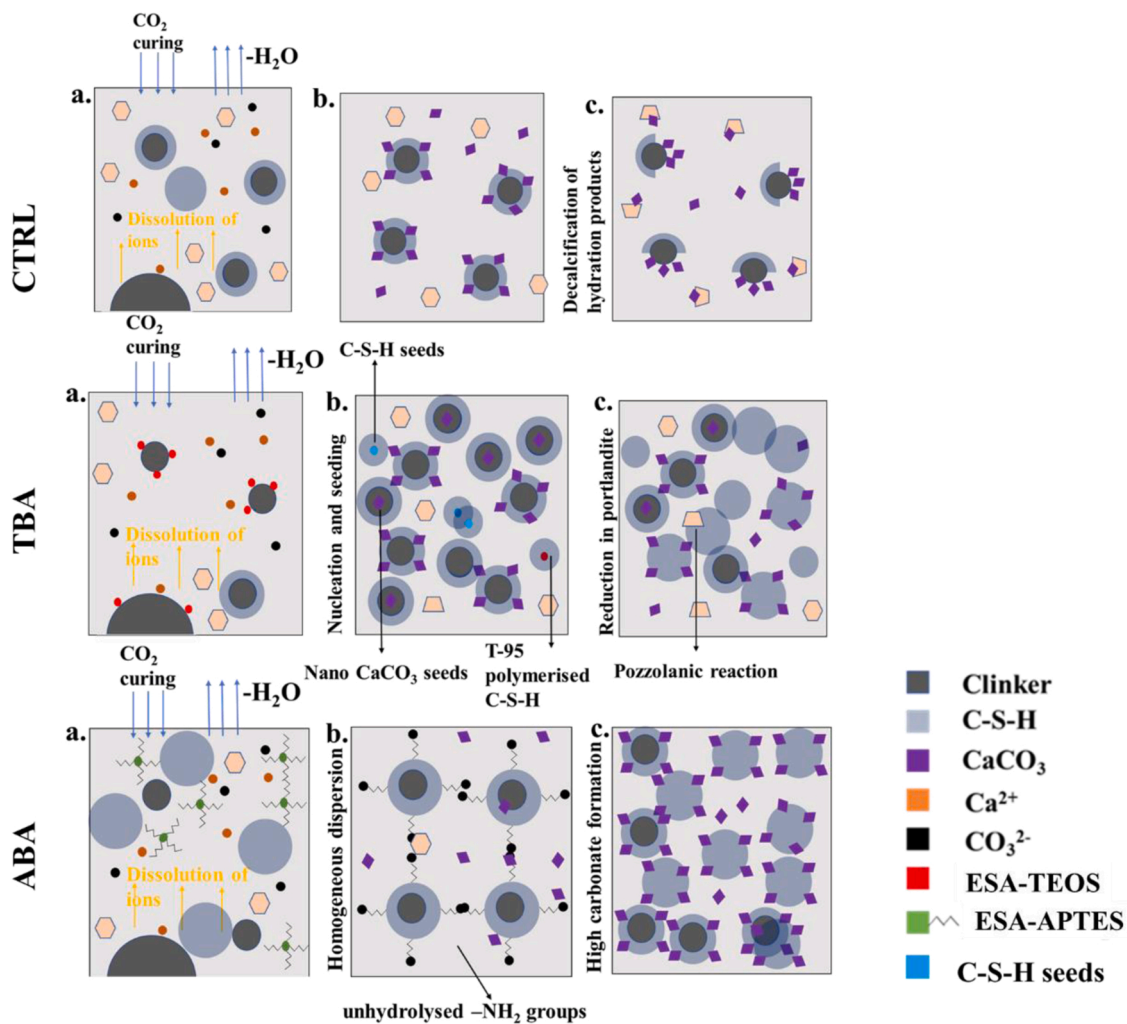 CO₂
curing
-H₂O
a.
b.
c.
CTRL
Dissolution of
ions
Decalcification of
hydration products
CO₂
curing
-H₂O
C-S-H seeds
a.
b.
c.
TBA
Dissolution of
ions
Nucleation and seeding
Reduction in portlandite
Nano CaCO₃ seeds
T-95
polymerised
C-S-H
Pozzolanic reaction
CO₂
curing
-H₂O
a.
b.
c.
ABA
Dissolution of
ions
Homogeneous dispersion
High carbonate formation
unhydrolysed –NH₂ groups
Clinker
C-S-H
CaCO₃
Ca²⁺
CO₃²⁻
ESA-TEOS
ESA-APTES
C-S-H seeds